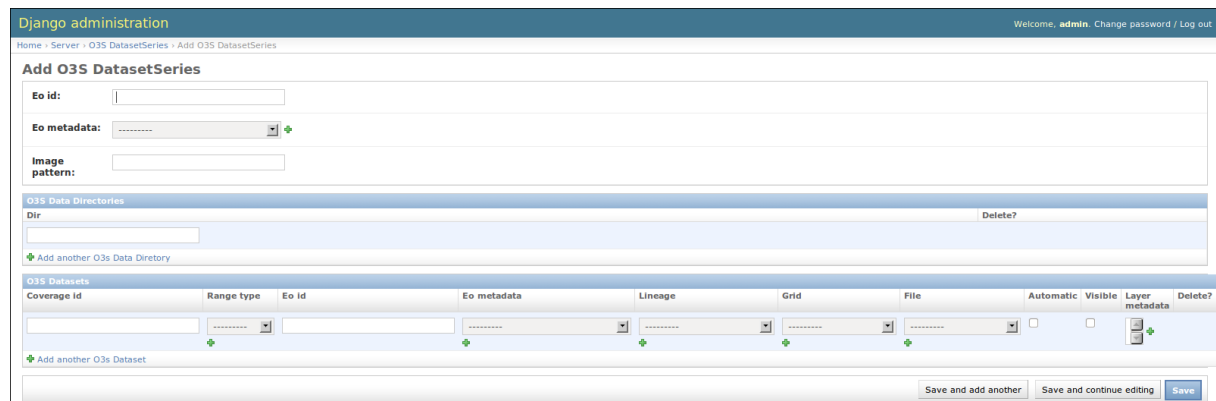 Django administration
Welcome, admin. Change password / Log out
Home › Server › O3S DatasetSeries › Add O3S DatasetSeries
Add O3S DatasetSeries
Eo id:
Eo metadata: ---------
Image
pattern:
O3S Data Directories
Dir Delete?
Add another O3s Data Diretory
O3S Datasets
Coverage id Range type Eo id Eo metadata Lineage Grid File Automatic Visible Layer metadata Delete?
--------- --------- --------- --------- ---------
Add another O3s Dataset
Save and add another Save and continue editing Save